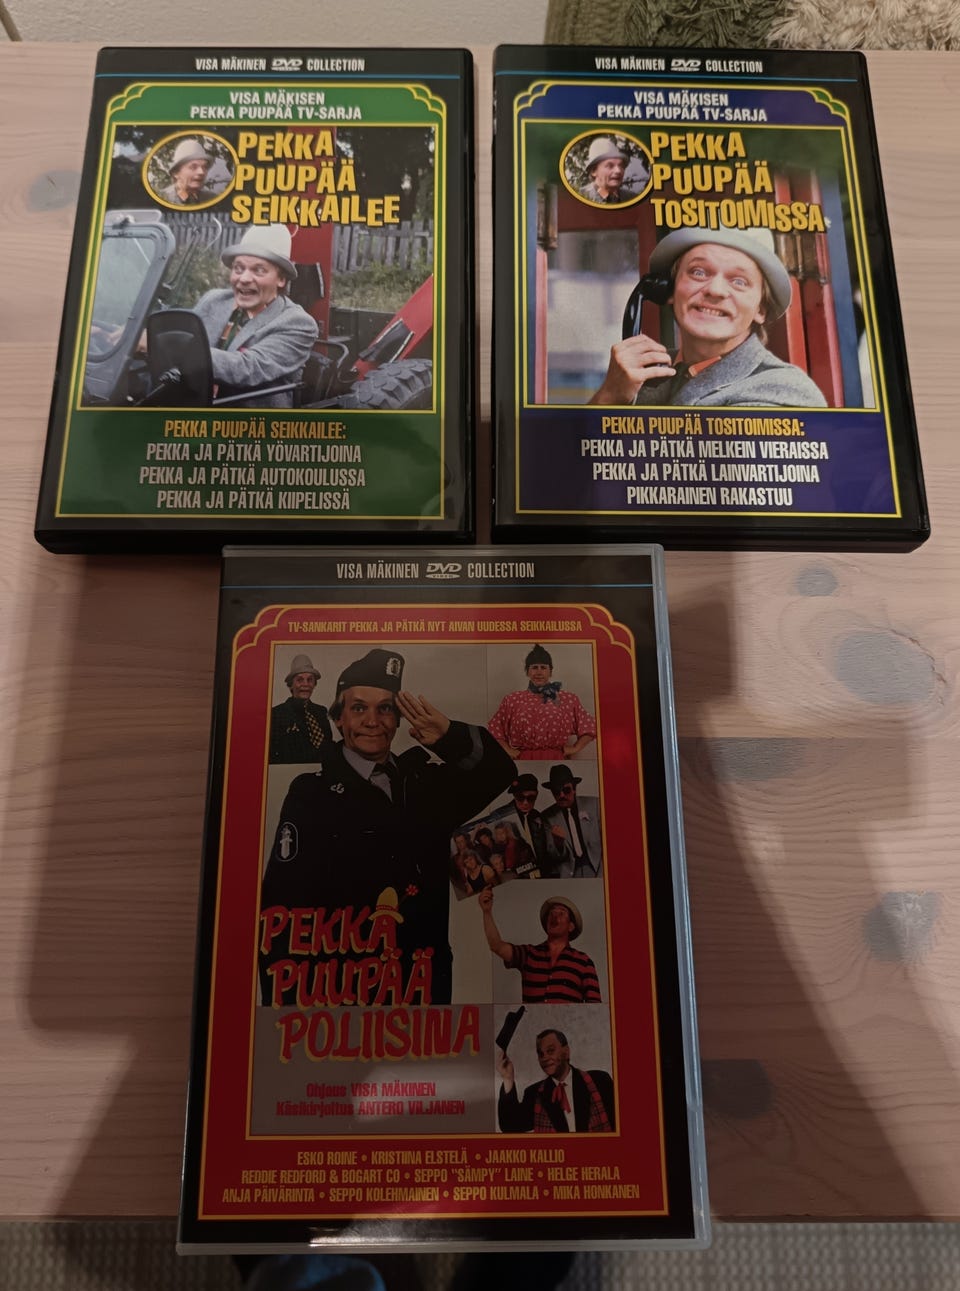 VISA MÄKINEN DVD VIDEO COLLECTION
VISA MÄKISEN
PEKKA PUUPÄÄ TV-SARJA
PEKKA
PUUPÄÄ
SEIKKAILEE
PEKKA PUUPÄÄ SEIKKAILEE:
PEKKA JA PÄTKÄ YÖVARTIJOINA
PEKKA JA PÄTKÄ AUTOKOULUSSA
PEKKA JA PÄTKÄ KIIPELISSÄ
VISA MÄKINEN DVD VIDEO COLLECTION
VISA MÄKISEN
PEKKA PUUPÄÄ TV-SARJA
PEKKA
PUUPÄÄ
TOSITOIMISSA
PEKKA PUUPÄÄ TOSITOIMISSA:
PEKKA JA PÄTKÄ MELKEIN VIERAISSA
PEKKA JA PÄTKÄ LAINVARTIJOINA
PIKKARAINEN RAKASTUU
VISA MÄKINEN DVD VIDEO COLLECTION
TV-SANKARIT PEKKA JA PÄTKÄ NYT AIVAN UUDESSA SEIKKAILUSSA
PEKKA
PUUPÄÄ
POLIISINA
Ohjaus VISA MÄKINEN
Käsikirjoitus ANTERO VILJANEN
ESKO ROINE • KRISTIINA ELSTELÄ • JAAKKO KALLIO
REDDIE REDFORD & BOGART CO • SEPPO "SÄMPY" LAINE • HELGE HERALA
ANJA PÄIVÄRINTA • SEPPO KOLEHMAINEN • SEPPO KULMALA • MIKA HONKANEN